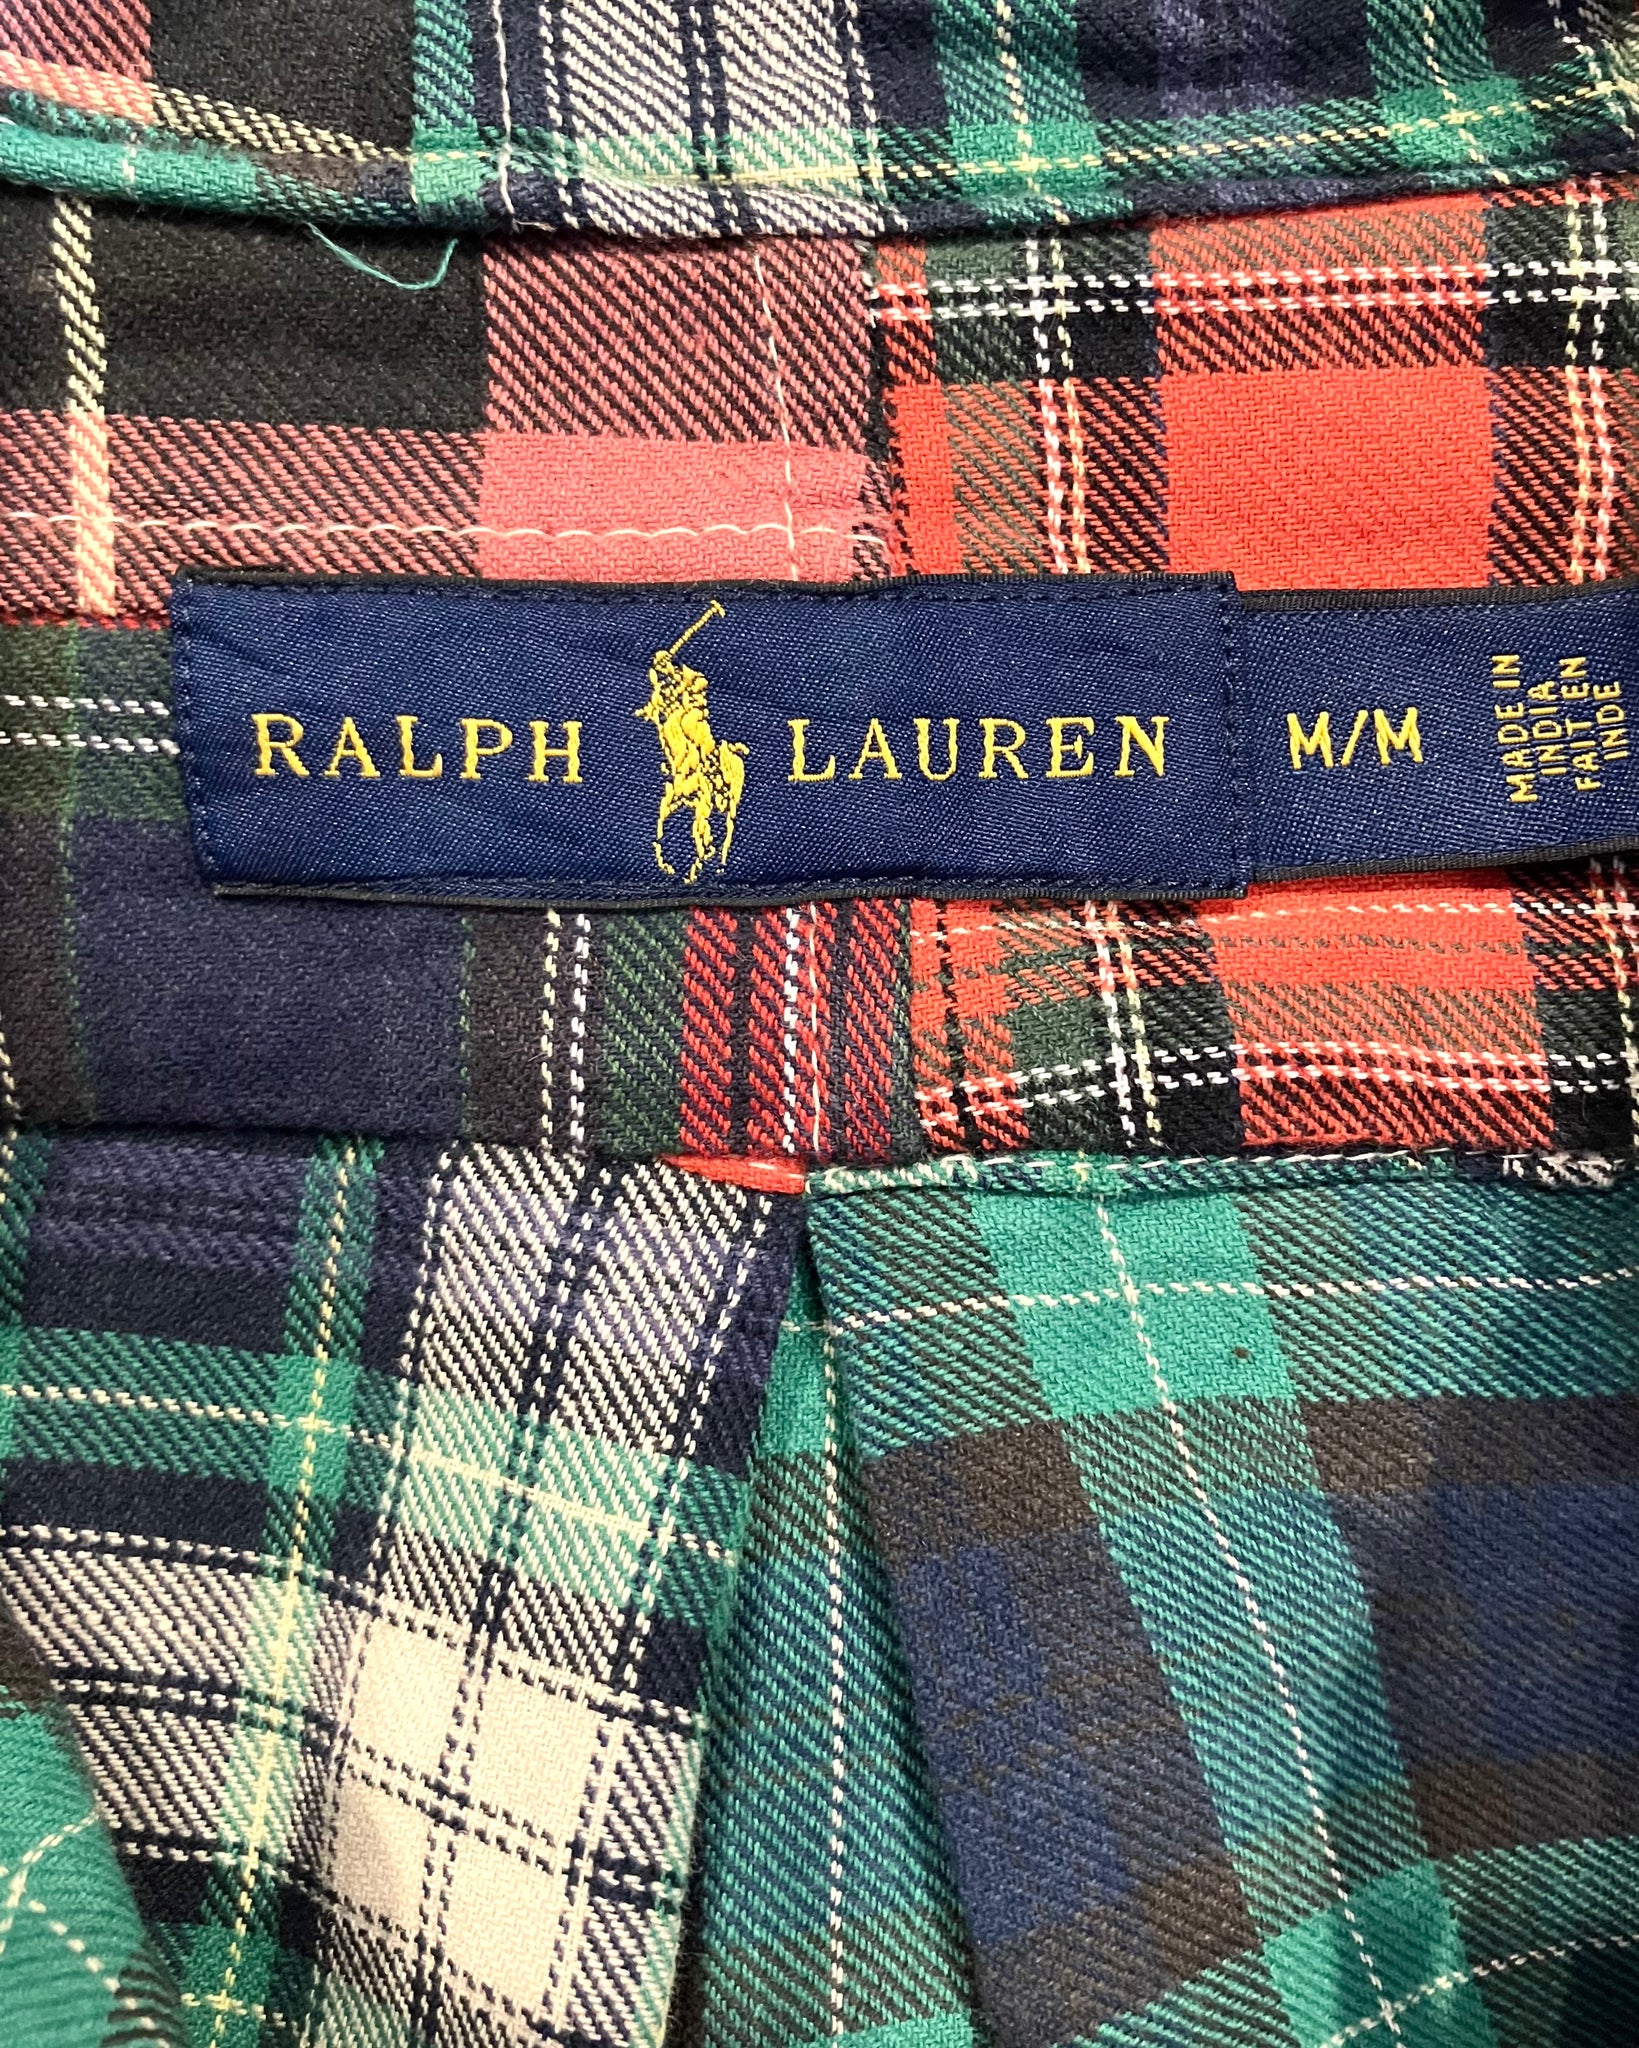 RALPH LAUREN
M/M
MADE IN
INDIA
FAIT EN
INDE